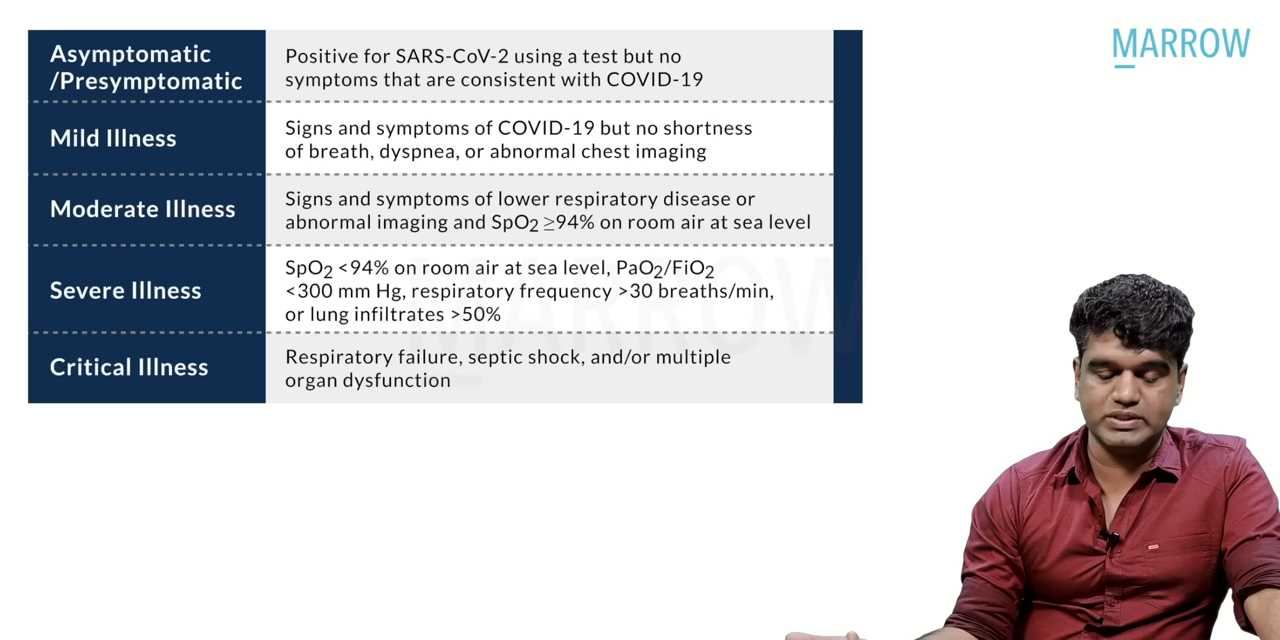 MARROW
Asymptomatic
/Presymptomatic
Positive for SARS-CoV-2 using a test but no
symptoms that are consistent with COVID-19
Mild Illness
Signs and symptoms of COVID-19 but no shortness
of breath, dyspnea, or abnormal chest imaging
Moderate Illness
Signs and symptoms of lower respiratory disease or
abnormal imaging and SpO₂ ≥94% on room air at sea level
Severe Illness
SpO₂ <94% on room air at sea level, PaO₂/FiO₂
<300 mm Hg, respiratory frequency >30 breaths/min,
or lung infiltrates >50%
Critical Illness
Respiratory failure, septic shock, and/or multiple
organ dysfunction
MARROW